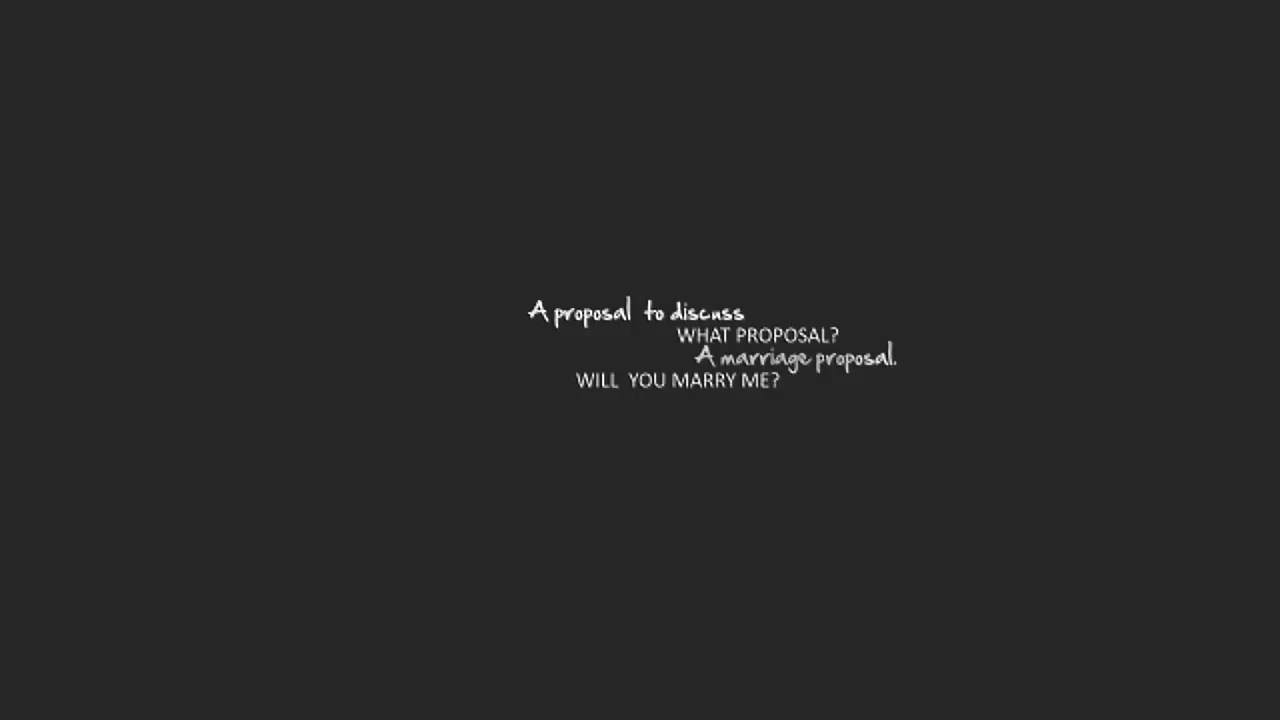 A proposal to discuss
WHAT PROPOSAL?
A marriage proposal.
WILL YOU MARRY ME?